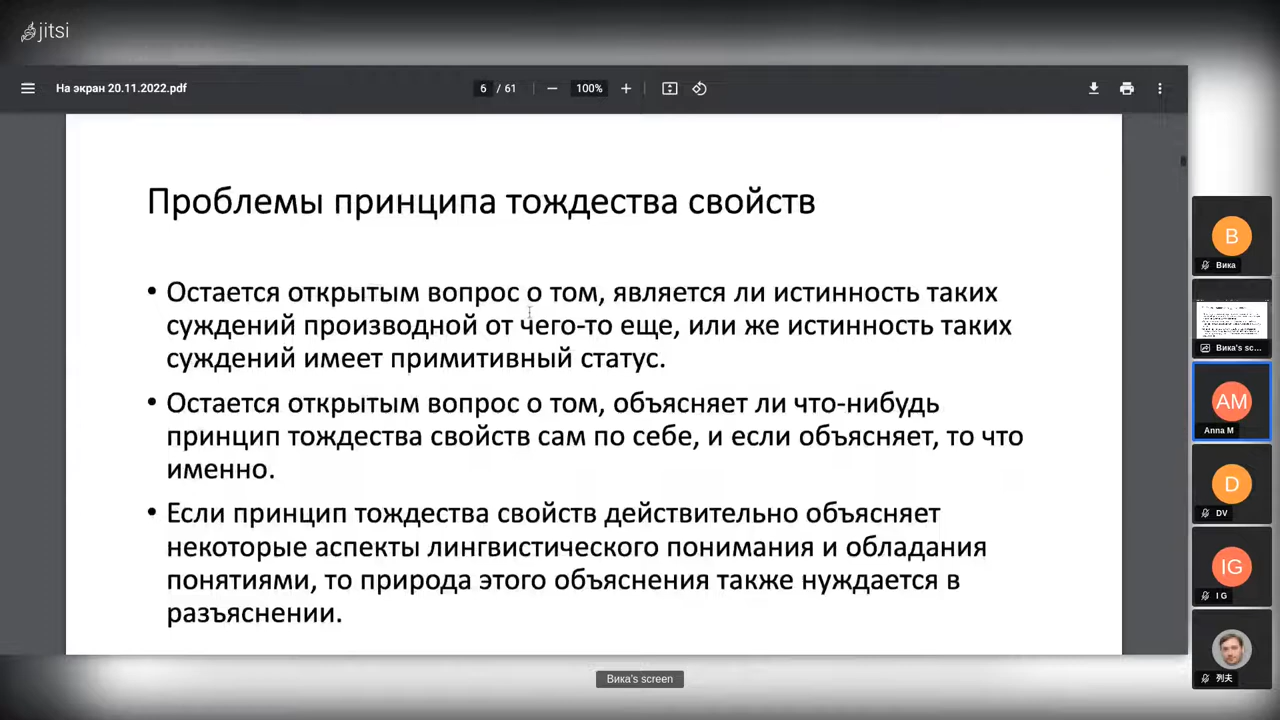 jitsi
На экран 20.11.2022.pdf
6 / 61
100%
Проблемы принципа тождества свойств
• Остается открытым вопрос о том, является ли истинность таких
суждений производной от чего-то еще, или же истинность таких
суждений имеет примитивный статус.
• Остается открытым вопрос о том, объясняет ли что-нибудь
принцип тождества свойств сам по себе, и если объясняет, то что
именно.
• Если принцип тождества свойств действительно объясняет
некоторые аспекты лингвистического понимания и обладания
понятиями, то природа этого объяснения также нуждается в
разъяснении.
B
Вика
Вика's sc...
AM
Anna M
D
DV
IG
I G
列夫
Вика's screen